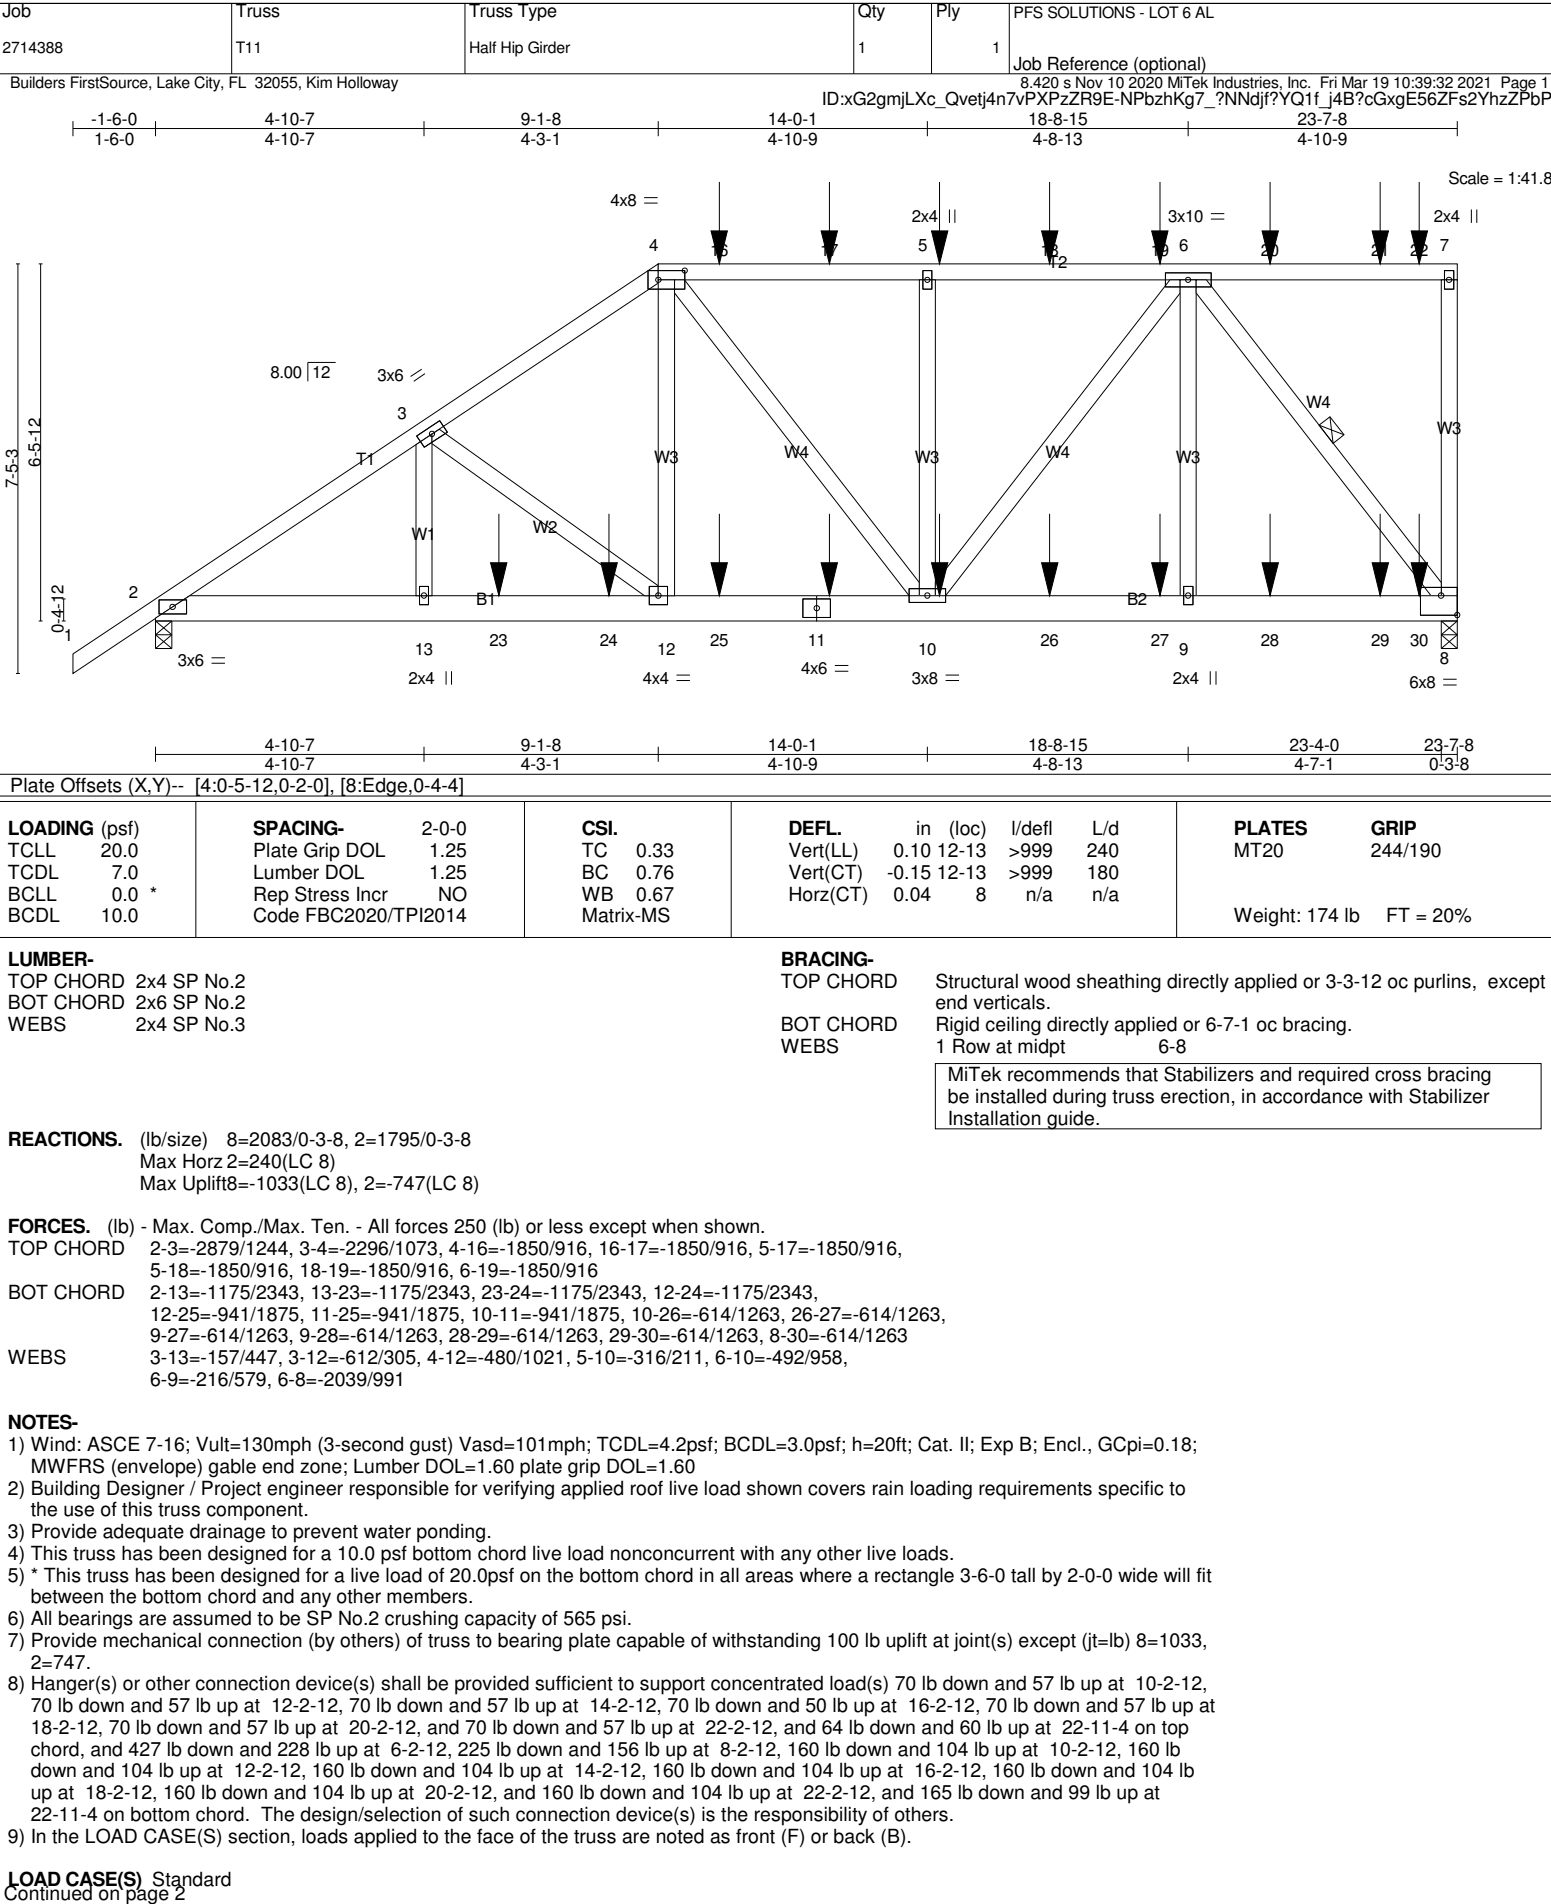 Job Truss Truss Type Qty Ply PFS SOLUTIONS - LOT 6 AL
2714388 T11 Half Hip Girder 1 1
Job Reference (optional)
Builders FirstSource, Lake City, FL 32055, Kim Holloway 8.420 s Nov 10 2020 MiTek Industries, Inc. Fri Mar 19 10:39:32 2021 Page 1
ID:xG2gmjLXc_Qvetj4n7vPXPzZR9E-NPbzhKg7_?NNdjf?YQ1f_j4B?cGxgE56ZFs2YhzZPbP
-1-6-0 4-10-7 9-1-8 14-0-1 18-8-15 23-7-8
1-6-0 4-10-7 4-3-1 4-10-9 4-8-13 4-10-9
Scale = 1:41.8
4x8 = 2x4 || 3x10 = 2x4 ||
4 16 17 5 18 19 6 20 21 22 7
T2
8.00 12 3x6 //
3
T1 W3 W4 W3 W4 W3 W4 W3
7-5-3
6-5-12
W1 W2
0-4-12
2 B1 B2
1
13 23 24 12 25 11 10 26 27 9 28 29 30 8
3x6 = 2x4 || 4x4 = 4x6 = 3x8 = 2x4 || 6x8 =
4-10-7 9-1-8 14-0-1 18-8-15 23-4-0 23-7-8
4-10-7 4-3-1 4-10-9 4-8-13 4-7-1 0-3-8
Plate Offsets (X,Y)-- [4:0-5-12,0-2-0], [8:Edge,0-4-4]
LOADING (psf) SPACING- 2-0-0 CSI. DEFL. in (loc) l/defl L/d PLATES GRIP
TCLL 20.0 Plate Grip DOL 1.25 TC 0.33 Vert(LL) 0.10 12-13 >999 240 MT20 244/190
TCDL 7.0 Lumber DOL 1.25 BC 0.76 Vert(CT) -0.15 12-13 >999 180
BCLL 0.0 * Rep Stress Incr NO WB 0.67 Horz(CT) 0.04 8 n/a n/a
BCDL 10.0 Code FBC2020/TPI2014 Matrix-MS Weight: 174 lb FT = 20%
LUMBER-
TOP CHORD 2x4 SP No.2
BOT CHORD 2x6 SP No.2
WEBS 2x4 SP No.3
BRACING-
TOP CHORD Structural wood sheathing directly applied or 3-3-12 oc purlins, except
end verticals.
BOT CHORD Rigid ceiling directly applied or 6-7-1 oc bracing.
WEBS 1 Row at midpt 6-8
MiTek recommends that Stabilizers and required cross bracing
be installed during truss erection, in accordance with Stabilizer
Installation guide.
REACTIONS. (lb/size) 8=2083/0-3-8, 2=1795/0-3-8
Max Horz 2=240(LC 8)
Max Uplift8=-1033(LC 8), 2=-747(LC 8)
FORCES. (lb) - Max. Comp./Max. Ten. - All forces 250 (lb) or less except when shown.
TOP CHORD 2-3=-2879/1244, 3-4=-2296/1073, 4-16=-1850/916, 16-17=-1850/916, 5-17=-1850/916,
5-18=-1850/916, 18-19=-1850/916, 6-19=-1850/916
BOT CHORD 2-13=-1175/2343, 13-23=-1175/2343, 23-24=-1175/2343, 12-24=-1175/2343,
12-25=-941/1875, 11-25=-941/1875, 10-11=-941/1875, 10-26=-614/1263, 26-27=-614/1263,
9-27=-614/1263, 9-28=-614/1263, 28-29=-614/1263, 29-30=-614/1263, 8-30=-614/1263
WEBS 3-13=-157/447, 3-12=-612/305, 4-12=-480/1021, 5-10=-316/211, 6-10=-492/958,
6-9=-216/579, 6-8=-2039/991
NOTES-
1) Wind: ASCE 7-16; Vult=130mph (3-second gust) Vasd=101mph; TCDL=4.2psf; BCDL=3.0psf; h=20ft; Cat. II; Exp B; Encl., GCpi=0.18;
MWFRS (envelope) gable end zone; Lumber DOL=1.60 plate grip DOL=1.60
2) Building Designer / Project engineer responsible for verifying applied roof live load shown covers rain loading requirements specific to
the use of this truss component.
3) Provide adequate drainage to prevent water ponding.
4) This truss has been designed for a 10.0 psf bottom chord live load nonconcurrent with any other live loads.
5) * This truss has been designed for a live load of 20.0psf on the bottom chord in all areas where a rectangle 3-6-0 tall by 2-0-0 wide will fit
between the bottom chord and any other members.
6) All bearings are assumed to be SP No.2 crushing capacity of 565 psi.
7) Provide mechanical connection (by others) of truss to bearing plate capable of withstanding 100 lb uplift at joint(s) except (jt=lb) 8=1033,
2=747.
8) Hanger(s) or other connection device(s) shall be provided sufficient to support concentrated load(s) 70 lb down and 57 lb up at 10-2-12,
70 lb down and 57 lb up at 12-2-12, 70 lb down and 57 lb up at 14-2-12, 70 lb down and 50 lb up at 16-2-12, 70 lb down and 57 lb up at
18-2-12, 70 lb down and 57 lb up at 20-2-12, and 70 lb down and 57 lb up at 22-2-12, and 64 lb down and 60 lb up at 22-11-4 on top
chord, and 427 lb down and 228 lb up at 6-2-12, 225 lb down and 156 lb up at 8-2-12, 160 lb down and 104 lb up at 10-2-12, 160 lb
down and 104 lb up at 12-2-12, 160 lb down and 104 lb up at 14-2-12, 160 lb down and 104 lb up at 16-2-12, 160 lb down and 104 lb
up at 18-2-12, 160 lb down and 104 lb up at 20-2-12, and 160 lb down and 104 lb up at 22-2-12, and 165 lb down and 99 lb up at
22-11-4 on bottom chord. The design/selection of such connection device(s) is the responsibility of others.
9) In the LOAD CASE(S) section, loads applied to the face of the truss are noted as front (F) or back (B).
LOAD CASE(S) Standard
Continued on page 2